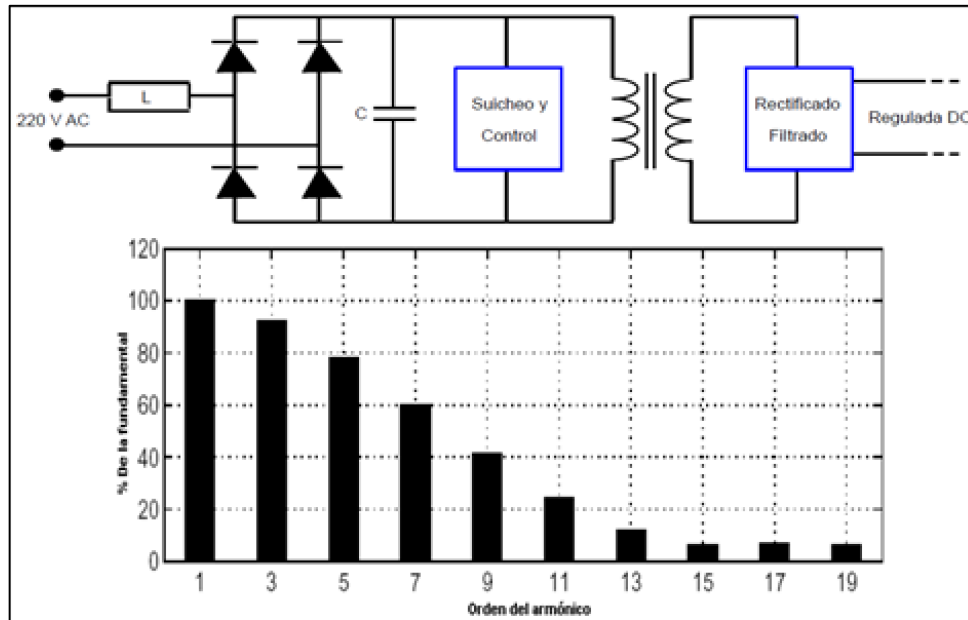 L
220 V AC
C
Suicheo y
Control
Rectificado
Filtrado
Regulada DC
120
100
80
60
40
20
0
% De la fundamental
1 3 5 7 9 11 13 15 17 19
Orden del armónico